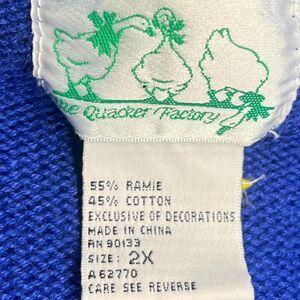 The Quacker Factory
55% RAMIE
45% COTTON
EXCLUSIVE OF DECORATIONS
MADE IN CHINA
RN 90133
SIZE: 2X
A62770
CARE SEE REVERSE